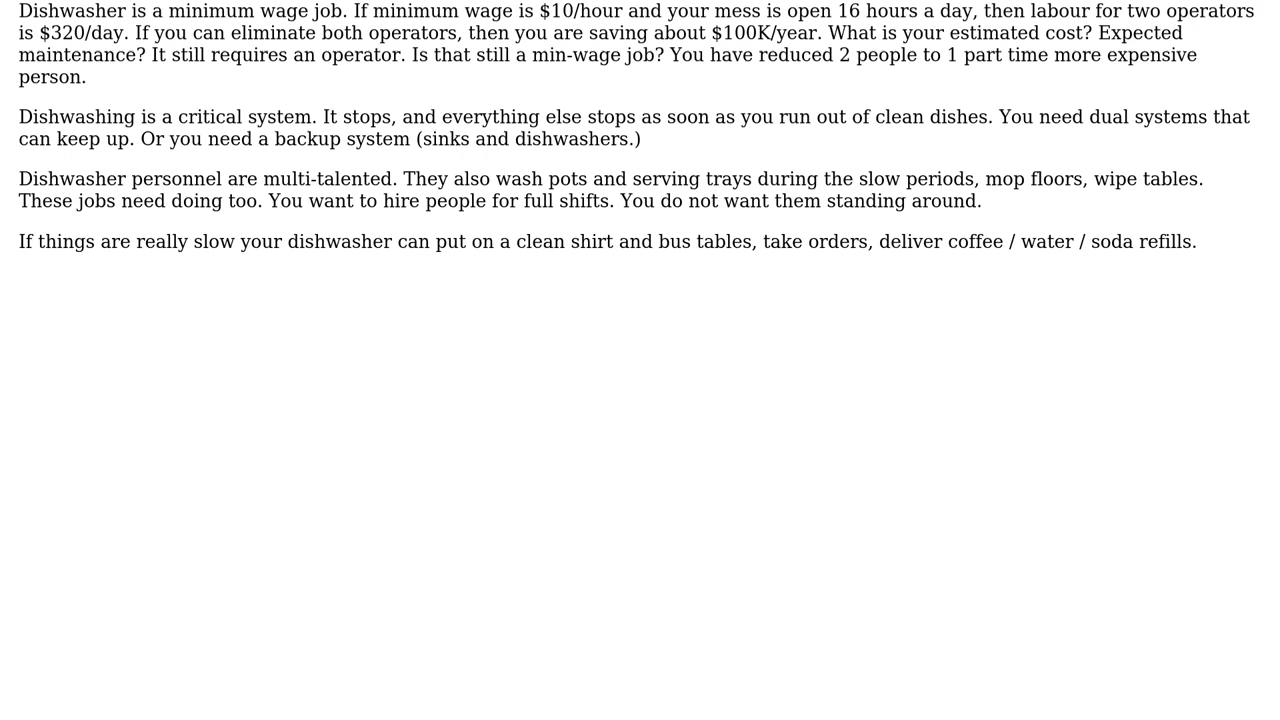 Dishwasher is a minimum wage job. If minimum wage is $10/hour and your mess is open 16 hours a day, then labour for two operators
is $320/day. If you can eliminate both operators, then you are saving about $100K/year. What is your estimated cost? Expected
maintenance? It still requires an operator. Is that still a min-wage job? You have reduced 2 people to 1 part time more expensive
person.
Dishwashing is a critical system. It stops, and everything else stops as soon as you run out of clean dishes. You need dual systems that
can keep up. Or you need a backup system (sinks and dishwashers.)
Dishwasher personnel are multi-talented. They also wash pots and serving trays during the slow periods, mop floors, wipe tables.
These jobs need doing too. You want to hire people for full shifts. You do not want them standing around.
If things are really slow your dishwasher can put on a clean shirt and bus tables, take orders, deliver coffee / water / soda refills.